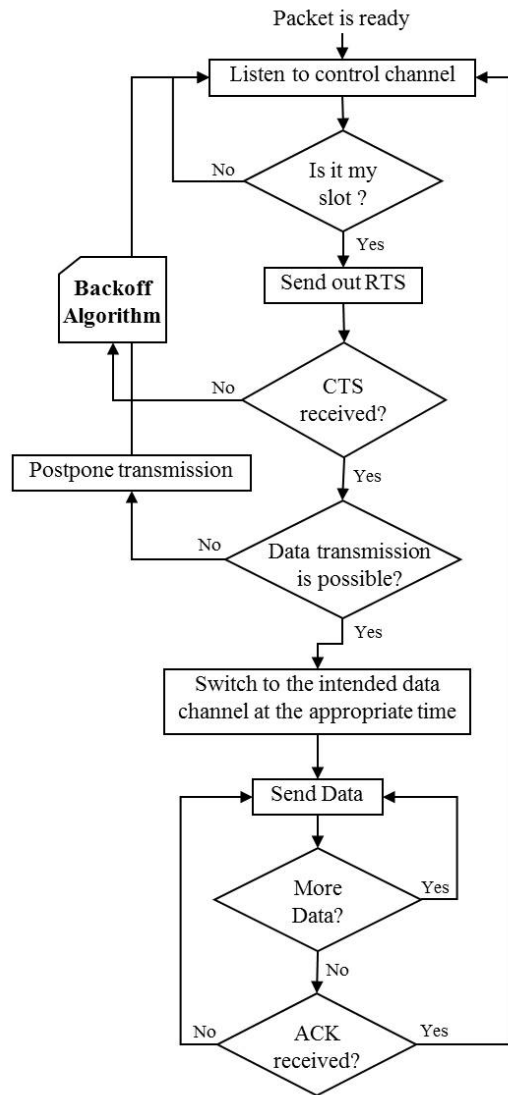 Packet is ready
Listen to control channel
No
Is it my
slot ?
Yes
Send out RTS
Backoff
Algorithm
No
CTS
received?
Postpone transmission
Yes
No
Data transmission
is possible?
Yes
Switch to the intended data
channel at the appropriate time
Send Data
More
Data?
Yes
No
No
ACK
received?
Yes